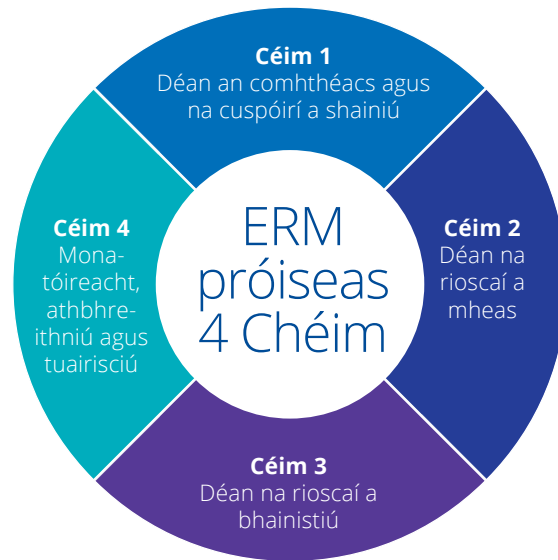 Céim 1
Déan an comhthéacs agus
na cuspóirí a shainiú
Céim 2
Déan na
rioscaí a
mheas
Céim 3
Déan na rioscaí a
bhainistiú
Céim 4
Mona-
tóireacht,
athbhre-
ithniú agus
tuairisciú
ERM
próiseas
4 Chéim